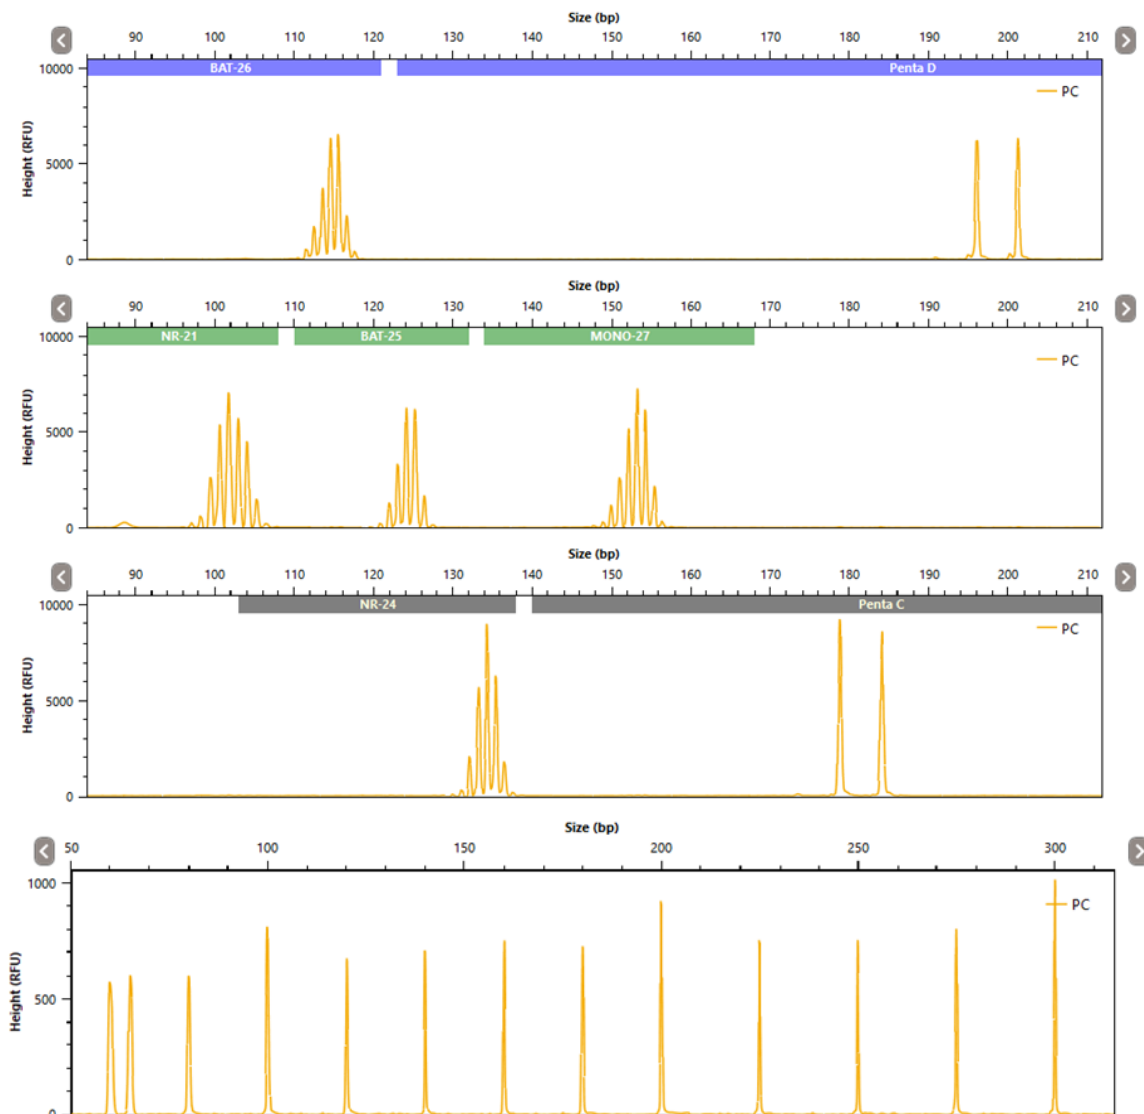 Size (bp)
90 100 110 120 130 140 150 160 170 180 190 200 210
BAT-26 Penta D
10000
PC
Height (RFU)
5000
0
Size (bp)
90 100 110 120 130 140 150 160 170 180 190 200 210
NR-21 BAT-25 MONO-27
10000
PC
Height (RFU)
5000
0
Size (bp)
90 100 110 120 130 140 150 160 170 180 190 200 210
NR-24 Penta C
10000
PC
Height (RFU)
5000
0
Size (bp)
50 100 150 200 250 300
1000
PC
Height (RFU)
500
0